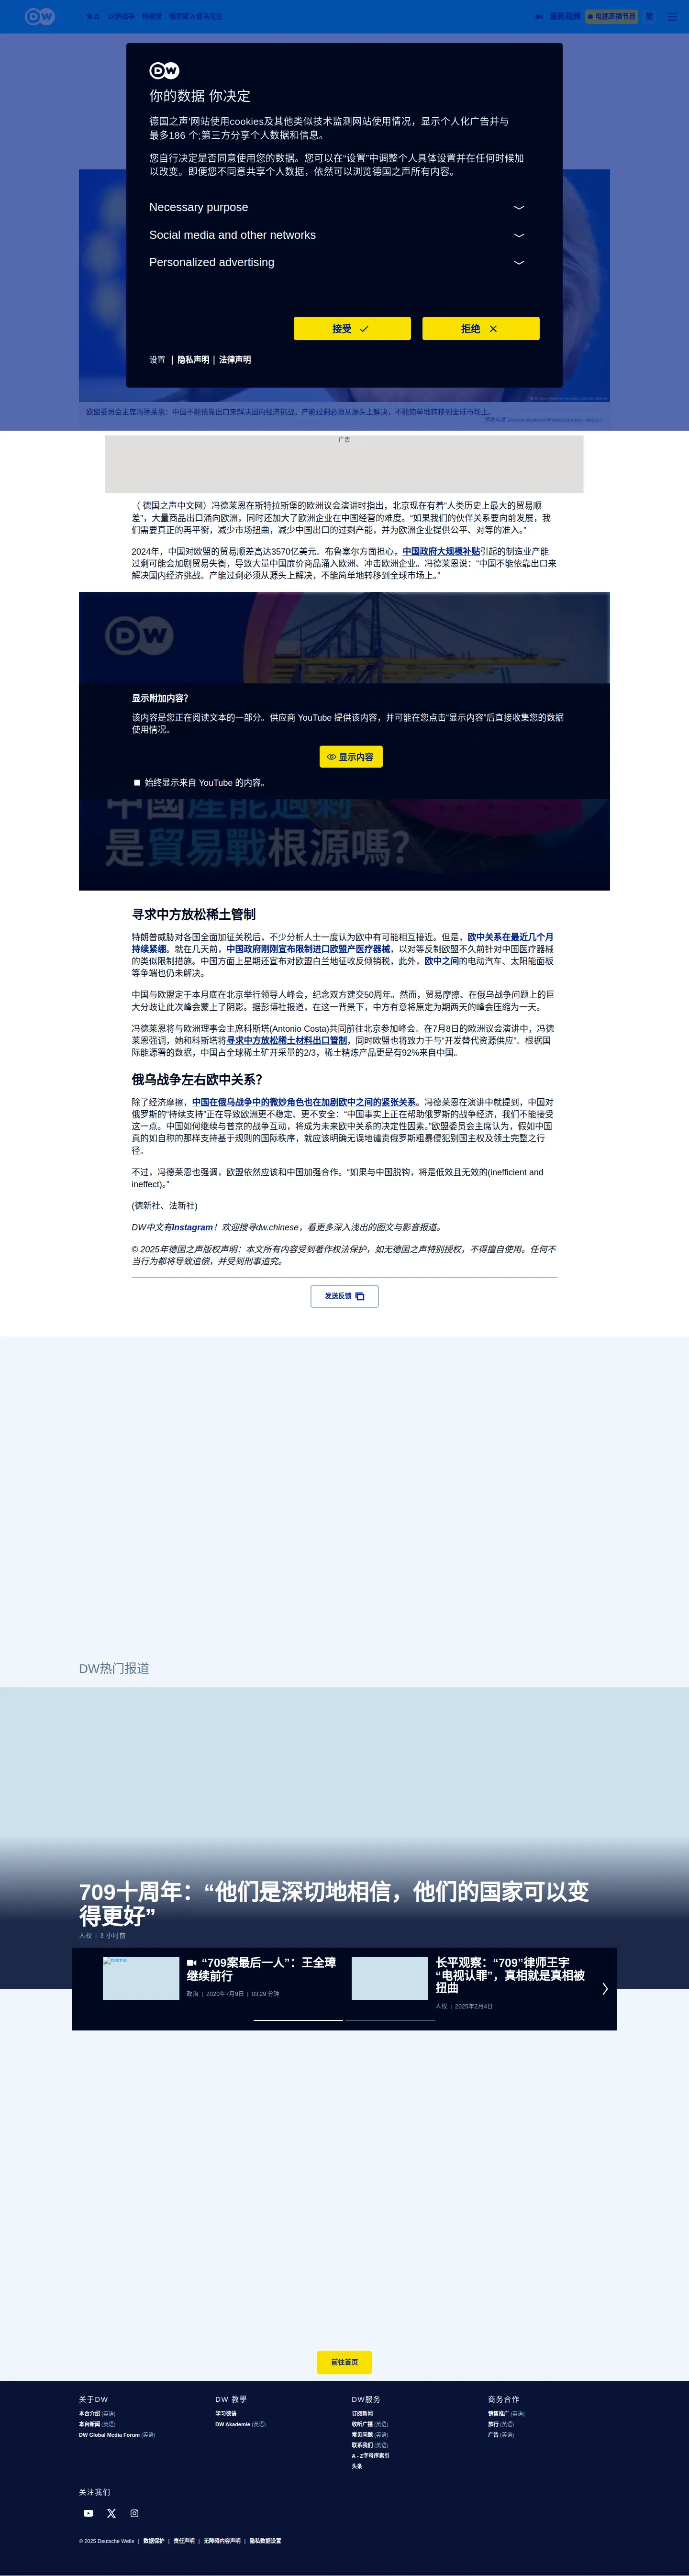 DW
焦点 以伊战争 特朗普 俄罗斯入侵乌克兰
最新视频 电视直播节目 繁
DW
你的数据 你决定
德国之声'网站使用cookies及其他类似技术监测网站使用情况，显示个人化广告并与
最多186 个;第三方分享个人数据和信息。
您自行决定是否同意使用您的数据。您可以在“设置”中调整个人具体设置并在任何时候加
以改变。即便您不同意共享个人数据，依然可以浏览德国之声所有内容。
Necessary purpose
Social media and other networks
Personalized advertising
接受 拒绝
设置 | 隐私声明 | 法律声明
欧盟委员会主席冯德莱恩：中国不能依靠出口来解决国内经济挑战。产能过剩必须从源头上解决，不能简单地转移到全球市场上。
广告
（ 德国之声中文网）冯德莱恩在斯特拉斯堡的欧洲议会演讲时指出，北京现在有着“人类历史上最大的贸易顺
差”，大量商品出口涌向欧洲，同时还加大了欧洲企业在中国经营的难度。“如果我们的伙伴关系要向前发展，我
们需要真正的再平衡，减少市场扭曲，减少中国出口的过剩产能，并为欧洲企业提供公平、对等的准入。”
2024年，中国对欧盟的贸易顺差高达3570亿美元。布鲁塞尔方面担心，中国政府大规模补贴引起的制造业产能
过剩可能会加剧贸易失衡，导致大量中国廉价商品涌入欧洲、冲击欧洲企业。冯德莱恩说：“中国不能依靠出口来
解决国内经济挑战。产能过剩必须从源头上解决，不能简单地转移到全球市场上。”
DW
显示附加内容？
该内容是您正在阅读文本的一部分。供应商 YouTube 提供该内容，并可能在您点击“显示内容”后直接收集您的数据
使用情况。
显示内容
始终显示来自 YouTube 的内容。
中國產能過剩
是貿易戰根源嗎?
寻求中方放松稀土管制
特朗普威胁对各国全面加征关税后，不少分析人士一度认为欧中有可能相互接近。但是，欧中关系在最近几个月
持续紧绷。就在几天前，中国政府刚刚宣布限制进口欧盟产医疗器械，以对等反制欧盟不久前针对中国医疗器械
的类似限制措施。中国方面上星期还宣布对欧盟白兰地征收反倾销税，此外，欧中之间的电动汽车、太阳能面板
等争端也仍未解决。
中国与欧盟定于本月底在北京举行领导人峰会，纪念双方建交50周年。然而，贸易摩擦、在俄乌战争问题上的巨
大分歧让此次峰会蒙上了阴影。据彭博社报道，在这一背景下，中方有意将原定为期两天的峰会压缩为一天。
冯德莱恩将与欧洲理事会主席科斯塔(Antonio Costa)共同前往北京参加峰会。在7月8日的欧洲议会演讲中，冯德
莱恩强调，她和科斯塔将寻求中方放松稀土材料出口管制，同时欧盟也将致力于与“开发替代资源供应”。根据国
际能源署的数据，中国占全球稀土矿开采量的2/3，稀土精炼产品更是有92%来自中国。
俄乌战争左右欧中关系？
除了经济摩擦，中国在俄乌战争中的微妙角色也在加剧欧中之间的紧张关系。冯德莱恩在演讲中就提到，中国对
俄罗斯的“持续支持”正在导致欧洲更不稳定、更不安全：“中国事实上正在帮助俄罗斯的战争经济，我们不能接受
这一点。中国如何继续与普京的战争互动，将成为未来欧中关系的决定性因素。”欧盟委员会主席认为，假如中国
真的如自称的那样支持基于规则的国际秩序，就应该明确无误地谴责俄罗斯粗暴侵犯别国主权及领土完整之行
径。
不过，冯德莱恩也强调，欧盟依然应该和中国加强合作。“如果与中国脱钩，将是低效且无效的(inefficient and
ineffect)。”
(德新社、法新社)
DW中文有Instagram！欢迎搜寻dw.chinese，看更多深入浅出的图文与影音报道。
© 2025年德国之声版权声明：本文所有内容受到著作权法保护，如无德国之声特别授权，不得擅自使用。任何不
当行为都将导致追偿，并受到刑事追究。
发送反馈
DW热门报道
709十周年：“他们是深切地相信，他们的国家可以变
得更好”
人权 | 3 小时前
“709案最后一人”：王全璋
继续前行
政治 | 2020年7月9日 | 03:29 分钟
长平观察：“709”律师王宇
“电视认罪”，真相就是真相被
扭曲
人权 | 2025年2月4日
前往首页
关于DW
本台介绍 (英语)
本台新闻 (英语)
DW Global Media Forum (英语)
DW 教學
学习德语
DW Akademie (英语)
DW服务
订阅新闻
收听广播 (英语)
常见问题 (英语)
联系我们 (英语)
A - Z字母序索引
头条
商务合作
销售推广 (英语)
旅行 (英语)
广告 (英语)
关注我们
© 2025 Deutsche Welle | 数据保护 | 责任声明 | 无障碍内容声明 | 隐私数据设置